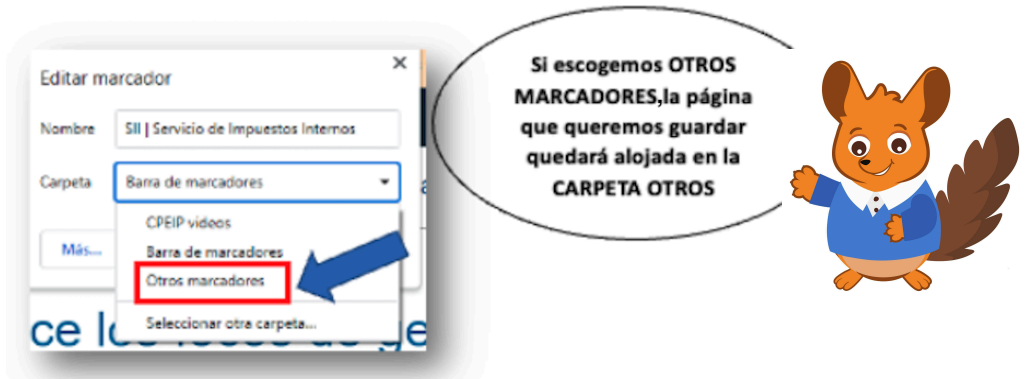 Editar marcador
Nombre
SII | Servicio de Impuestos Internos
Carpeta
Barra de marcadores
CPEIP videos
Barra de marcadores
Otros marcadores
Seleccionar otra carpeta...
Más...
Si escogemos OTROS
MARCADORES,la página
que queremos guardar
quedará alojada en la
CARPETA OTROS